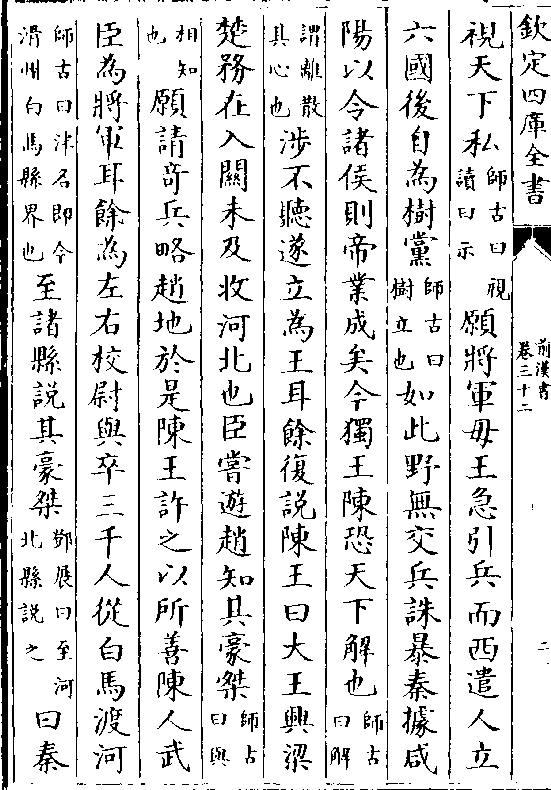 欽定四庫全書
前漢書
卷三十二
二
視天下私師古曰視讀曰示願將軍毋王急引兵而西遣人立
六國後自為樹黨師古曰樹立也如此野無交兵誅暴秦據咸
陽以令諸侯則帝業成矣今獨王陳恐天下解也師古曰解
謂離散其心也涉不聽遂立為王耳餘復說陳王曰大王興梁
楚務在入關未及收河北也臣嘗遊趙知其豪桀師古曰與
相知也願請竒兵略趙地於是陳王許之以所善陳人武
臣為將軍耳餘為左右校尉與卒三千人從白馬渡河
師古曰津名即今滑州白馬縣界也至諸縣說其豪桀鄧展曰至河北縣說之曰秦